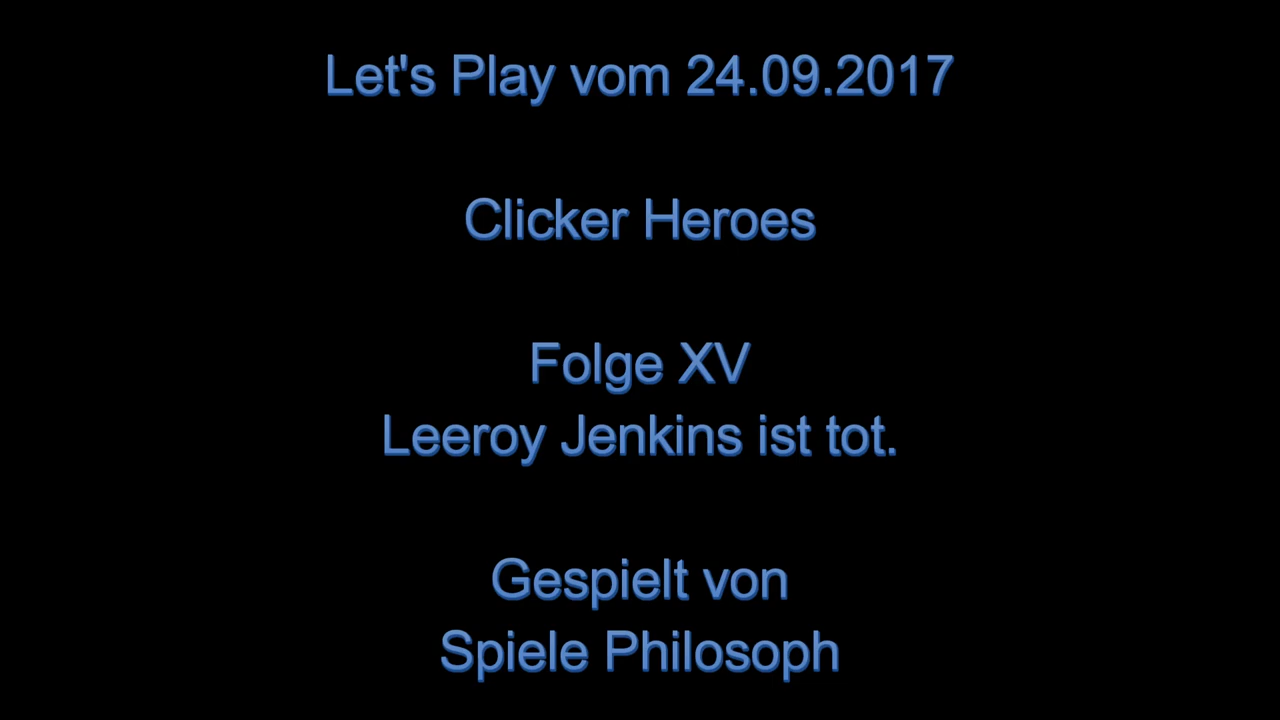 Let's Play vom 24.09.2017
Clicker Heroes
Folge XV
Leeroy Jenkins ist tot.
Gespielt von
Spiele Philosoph